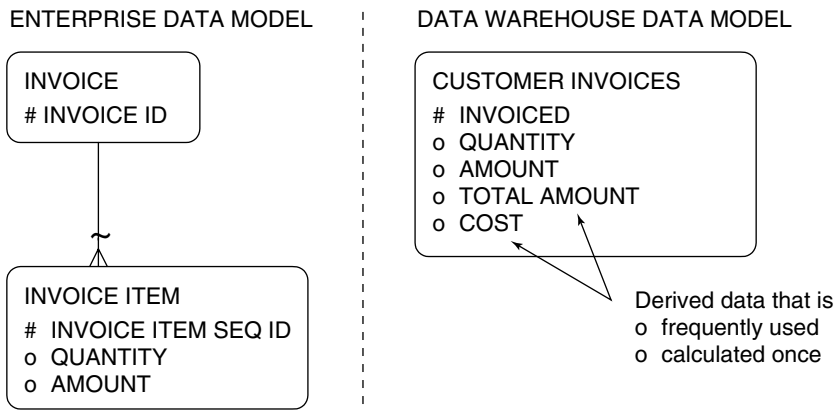 ENTERPRISE DATA MODEL
INVOICE
# INVOICE ID
~
INVOICE ITEM
# INVOICE ITEM SEQ ID
o QUANTITY
o AMOUNT
DATA WAREHOUSE DATA MODEL
CUSTOMER INVOICES
# INVOICED
o QUANTITY
o AMOUNT
o TOTAL AMOUNT
o COST
Derived data that is
o frequently used
o calculated once